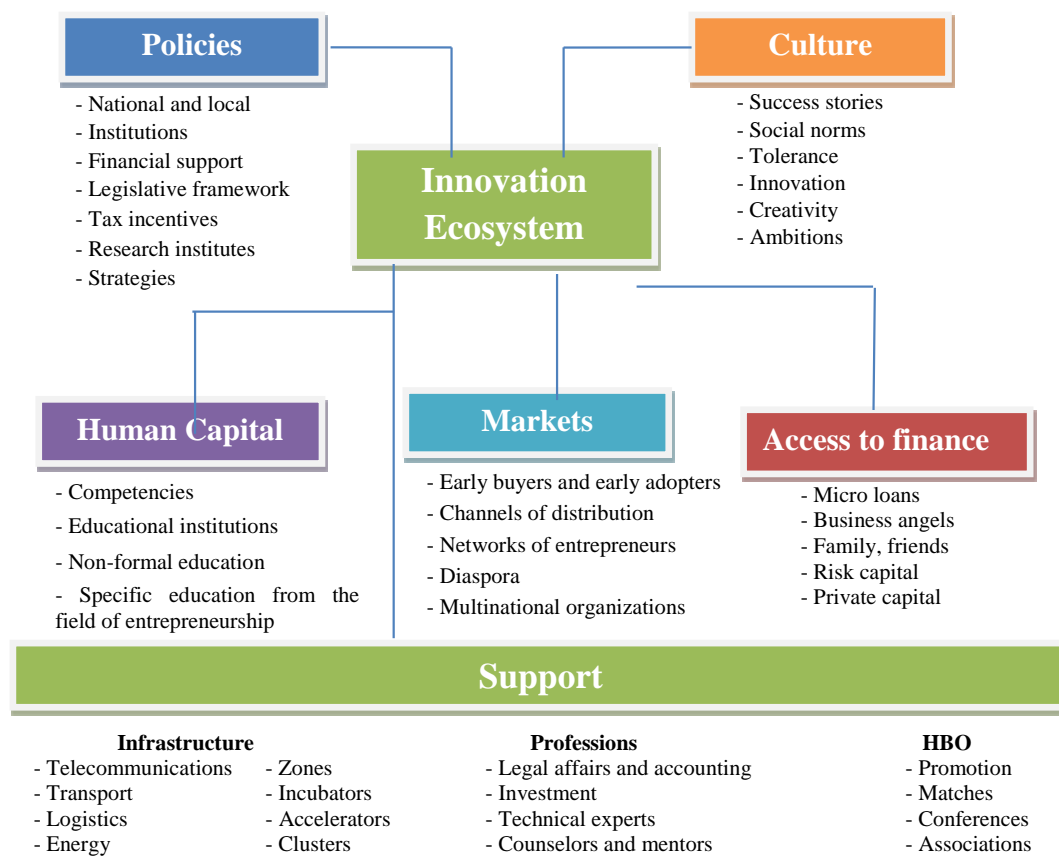 Policies
- National and local
- Institutions
- Financial support
- Legislative framework
- Tax incentives
- Research institutes
- Strategies
Culture
- Success stories
- Social norms
- Tolerance
- Innovation
- Creativity
- Ambitions
Innovation
Ecosystem
Human Capital
- Competencies
- Educational institutions
- Non-formal education
- Specific education from the
field of entrepreneurship
Markets
- Early buyers and early adopters
- Channels of distribution
- Networks of entrepreneurs
- Diaspora
- Multinational organizations
Access to finance
- Micro loans
- Business angels
- Family, friends
- Risk capital
- Private capital
Support
Infrastructure
- Telecommunications
- Transport
- Logistics
- Energy
- Zones
- Incubators
- Accelerators
- Clusters
Professions
- Legal affairs and accounting
- Investment
- Technical experts
- Counselors and mentors
HBO
- Promotion
- Matches
- Conferences
- Associations